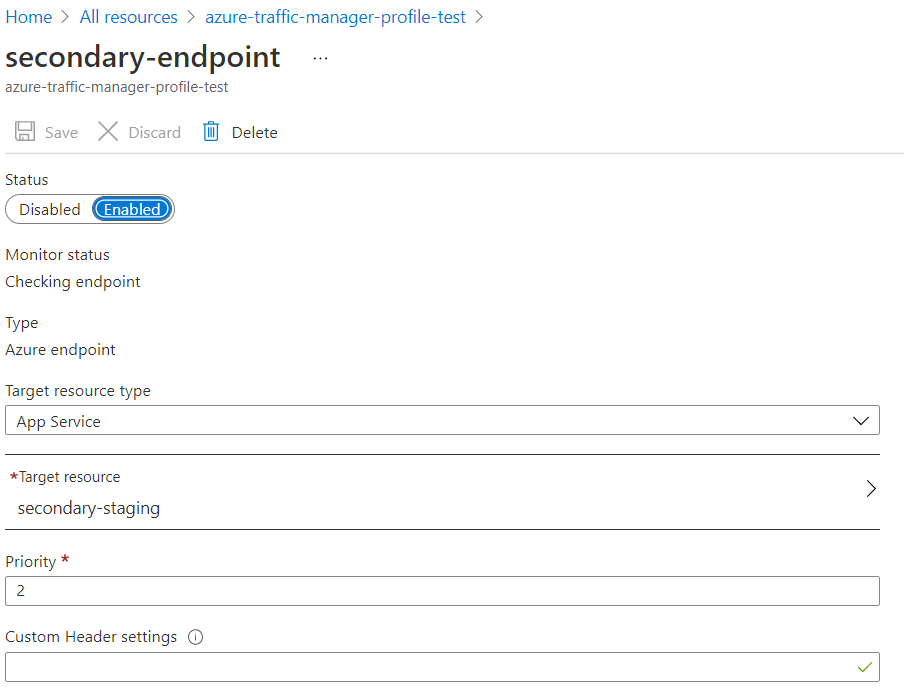 Home > All resources > azure-traffic-manager-profile-test >
secondary-endpoint ...
azure-traffic-manager-profile-test
Save Discard Delete
Status
Disabled Enabled
Monitor status
Checking endpoint
Type
Azure endpoint
Target resource type
App Service
*Target resource
secondary-staging
Priority *
2
Custom Header settings